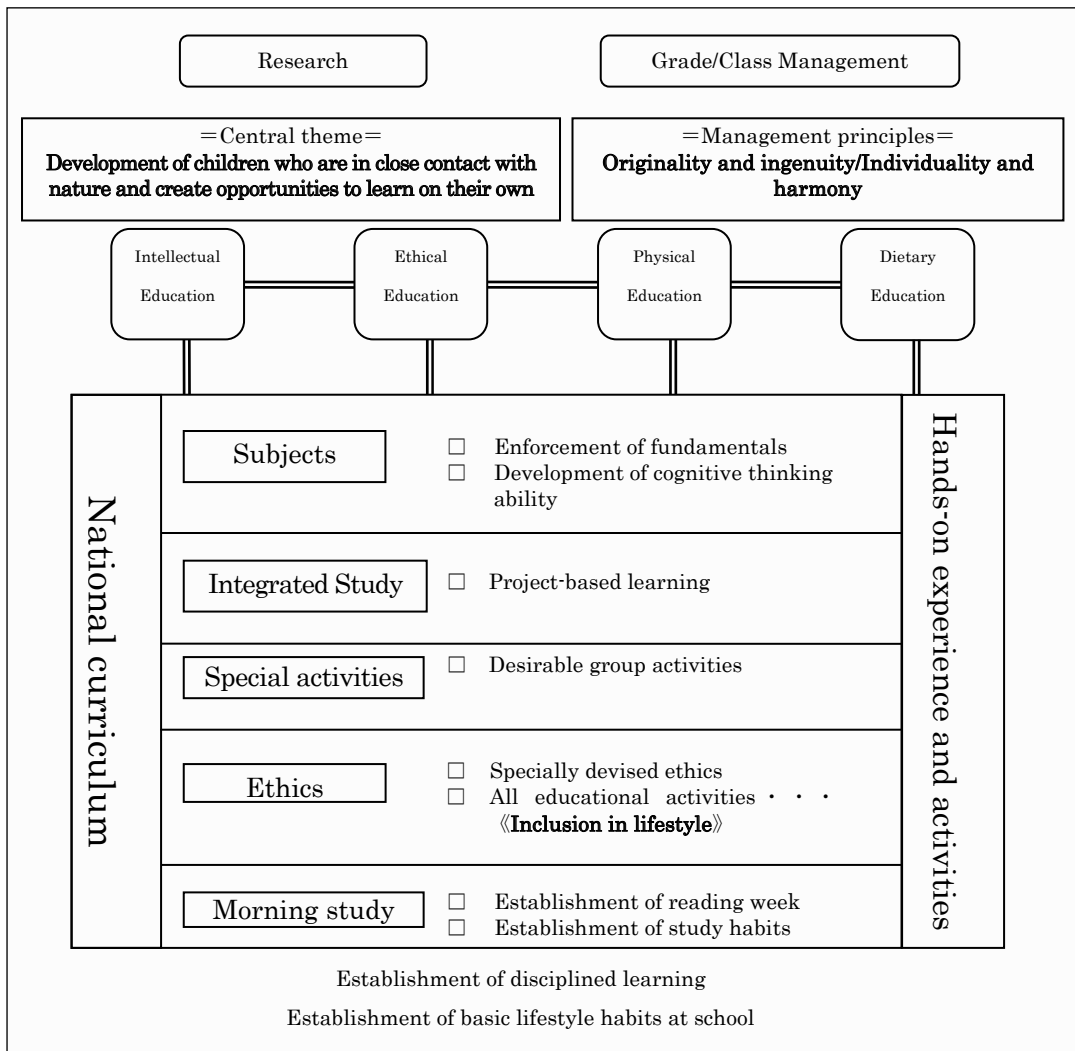 Research
Grade/Class Management
=Central theme=
Development of children who are in close contact with
nature and create opportunities to learn on their own
=Management principles=
Originality and ingenuity/Individuality and
harmony
Intellectual
Education
Ethical
Education
Physical
Education
Dietary
Education
National curriculum
Subjects
□ Enforcement of fundamentals
□ Development of cognitive thinking
ability
Integrated Study
□ Project-based learning
Special activities
□ Desirable group activities
Ethics
□ Specially devised ethics
□ All educational activities ・ ・ ・
《Inclusion in lifestyle》
Morning study
□ Establishment of reading week
□ Establishment of study habits
Hands-on experience and activities
Establishment of disciplined learning
Establishment of basic lifestyle habits at school